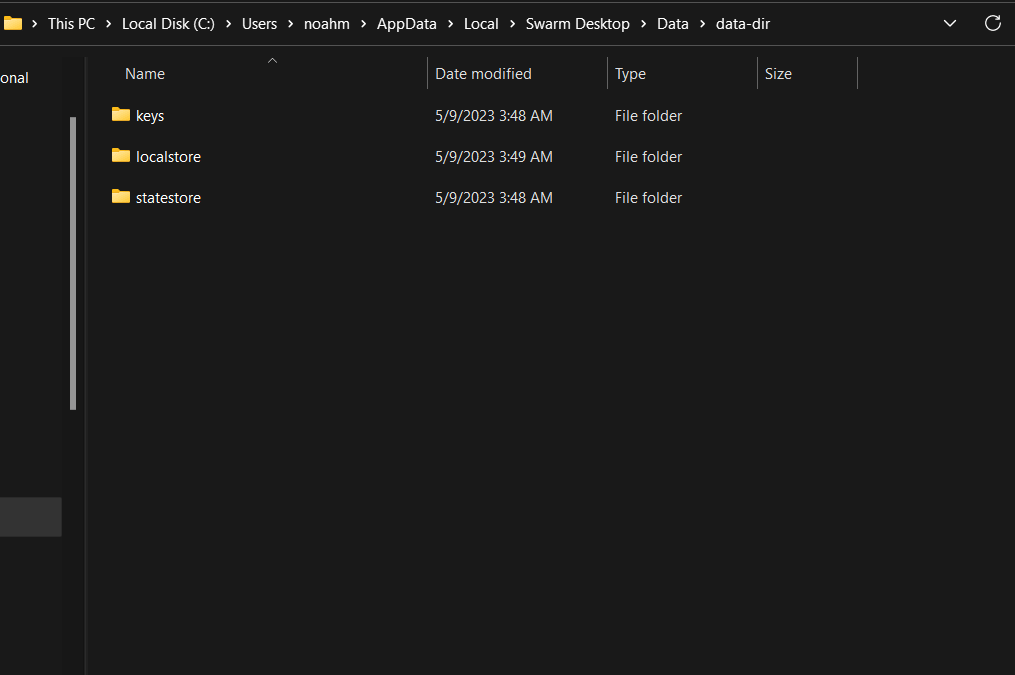 This PC > Local Disk (C:) > Users > noahm > AppData > Local > Swarm Desktop > Data > data-dir
onal
Name Date modified Type Size
keys 5/9/2023 3:48 AM File folder
localstore 5/9/2023 3:49 AM File folder
statestore 5/9/2023 3:48 AM File folder